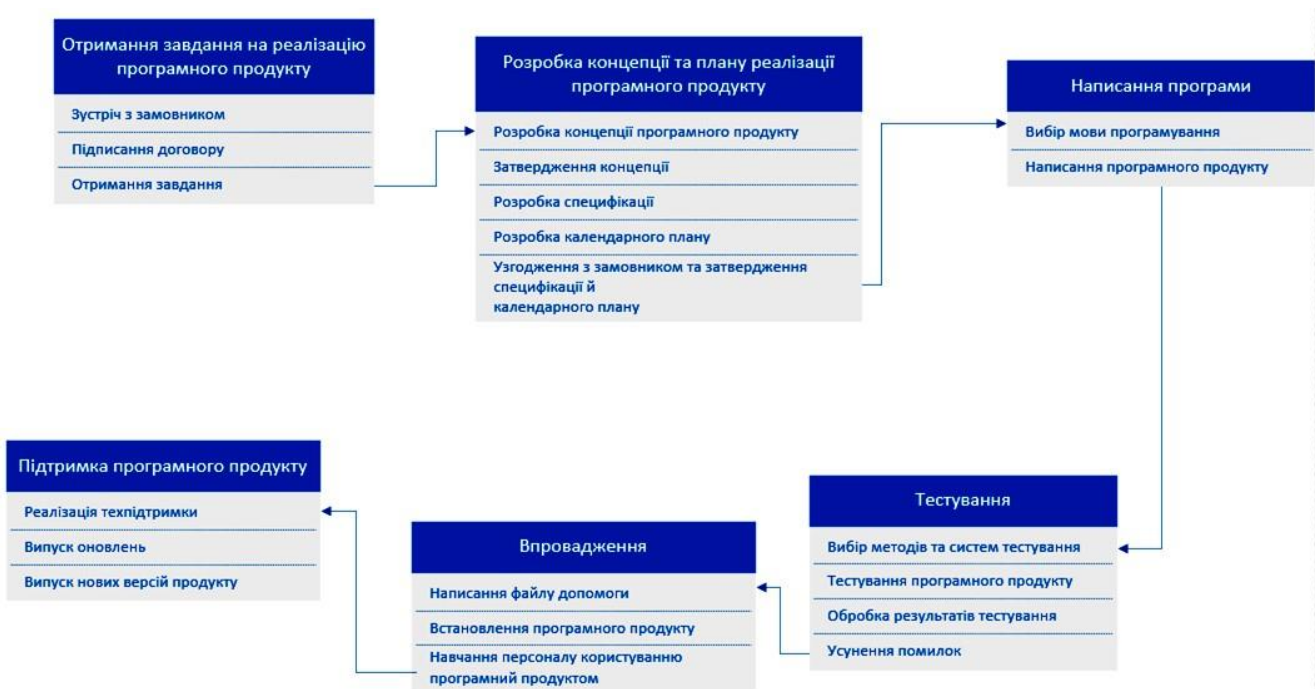 Отримання завдання на реалізацію
програмного продукту
Зустріч з замовником
Підписання договору
Отримання завдання
Розробка концепції та плану реалізації
програмного продукту
Розробка концепції програмного продукту
Затвердження концепції
Розробка специфікації
Розробка календарного плану
Узгодження з замовником та затвердження
специфікації й
календарного плану
Написання програми
Вибір мови програмування
Написання програмного продукту
Тестування
Вибір методів та систем тестування
Тестування програмного продукту
Обробка результатів тестування
Усунення помилок
Впровадження
Написання файлу допомоги
Встановлення програмного продукту
Навчання персоналу користуванню
програмний продуктом
Підтримка програмного продукту
Реалізація техпідтримки
Випуск оновлень
Випуск нових версій продукту